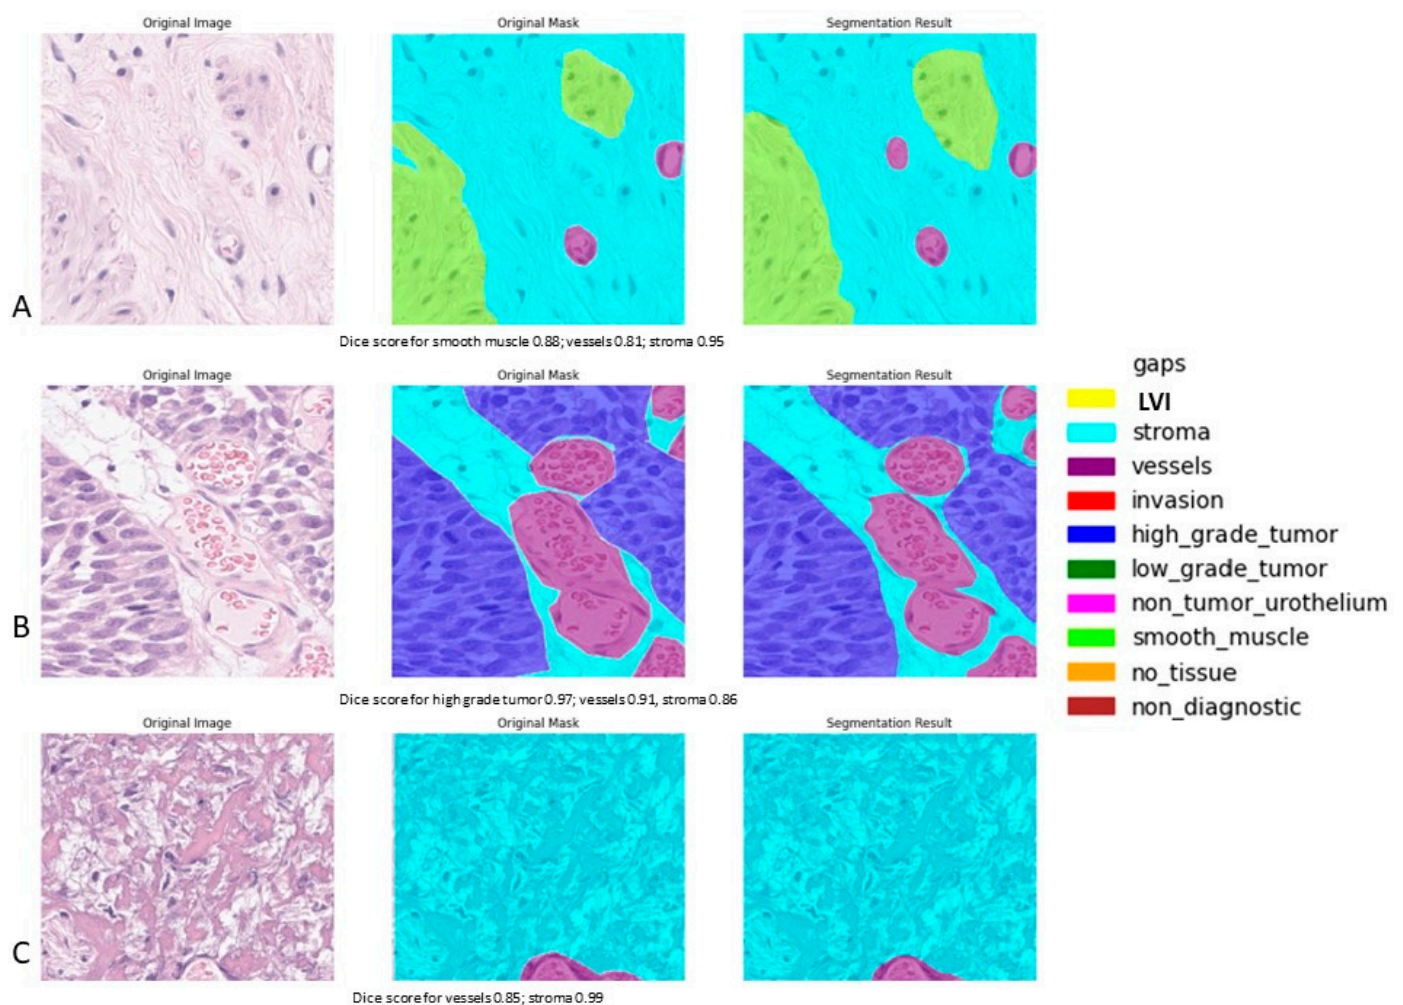 Original Image
Original Mask
Segmentation Result
A
Dice score for smooth muscle 0.88; vessels 0.81; stroma 0.95
Original Image
Original Mask
Segmentation Result
B
Dice score for high grade tumor 0.97; vessels 0.91, stroma 0.86
Original Image
Original Mask
Segmentation Result
C
Dice score for vessels 0.85; stroma 0.99
gaps
LVI
stroma
vessels
invasion
high_grade_tumor
low_grade_tumor
non_tumor_urothelium
smooth_muscle
no_tissue
non_diagnostic